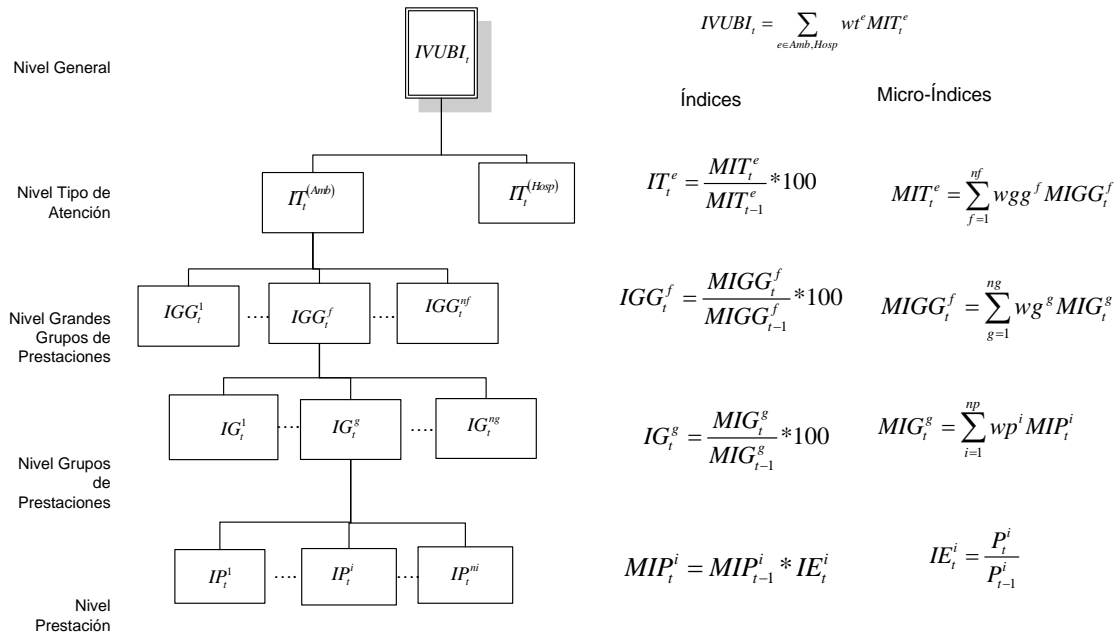 IVUBI_t = ∑_{e∈Amb,Hosp} wt^e MIT_t^e
IVUBI_t
Nivel General
Índices
Micro-Índices
Nivel Tipo de
Atención
IT_t^(Amb)
IT_t^(Hosp)
IT_t^e = MIT_t^e / MIT_{t-1}^e *100
MIT_t^e = ∑_{f=1}^{nf} wgg^f MIGG_t^f
Nivel Grandes
Grupos de
Prestaciones
IGG_t^1
....
IGG_t^f
....
IGG_t^{nf}
IGG_t^f = MIGG_t^f / MIGG_{t-1}^f *100
MIGG_t^f = ∑_{g=1}^{ng} wg^g MIG_t^g
Nivel Grupos
de
Prestaciones
IG_t^1
....
IG_t^g
....
IG_t^{ng}
IG_t^g = MIG_t^g / MIG_{t-1}^g *100
MIG_t^g = ∑_{i=1}^{np} wp^i MIP_t^i
Nivel
Prestación
IP_t^1
....
IP_t^i
....
IP_t^{ni}
MIP_t^i = MIP_{t-1}^i * IE_t^i
IE_t^i = P_t^i / P_{t-1}^i